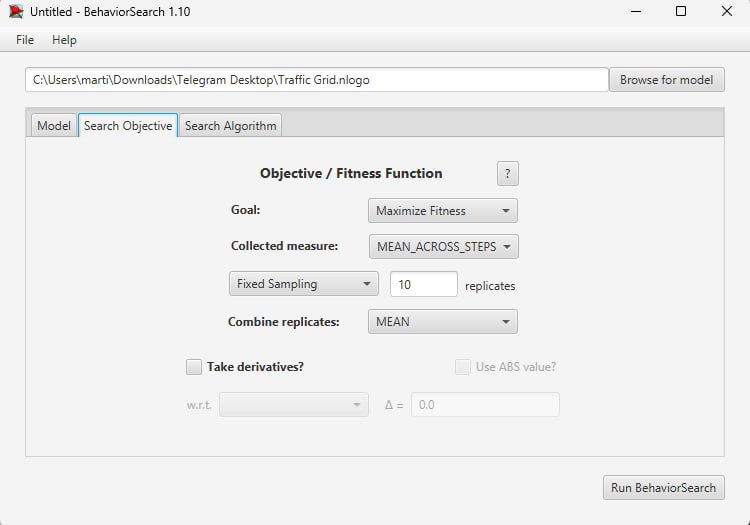 Untitled - BehaviorSearch 1.10
File Help
C:\Users\marti\Downloads\Telegram Desktop\Traffic Grid.nlogo Browse for model
Model Search Objective Search Algorithm
Objective / Fitness Function ?
Goal: Maximize Fitness
Collected measure: MEAN_ACROSS_STEPS
Fixed Sampling 10 replicates
Combine replicates: MEAN
Take derivatives? Use ABS value?
w.r.t. Δ = 0.0
Run BehaviorSearch